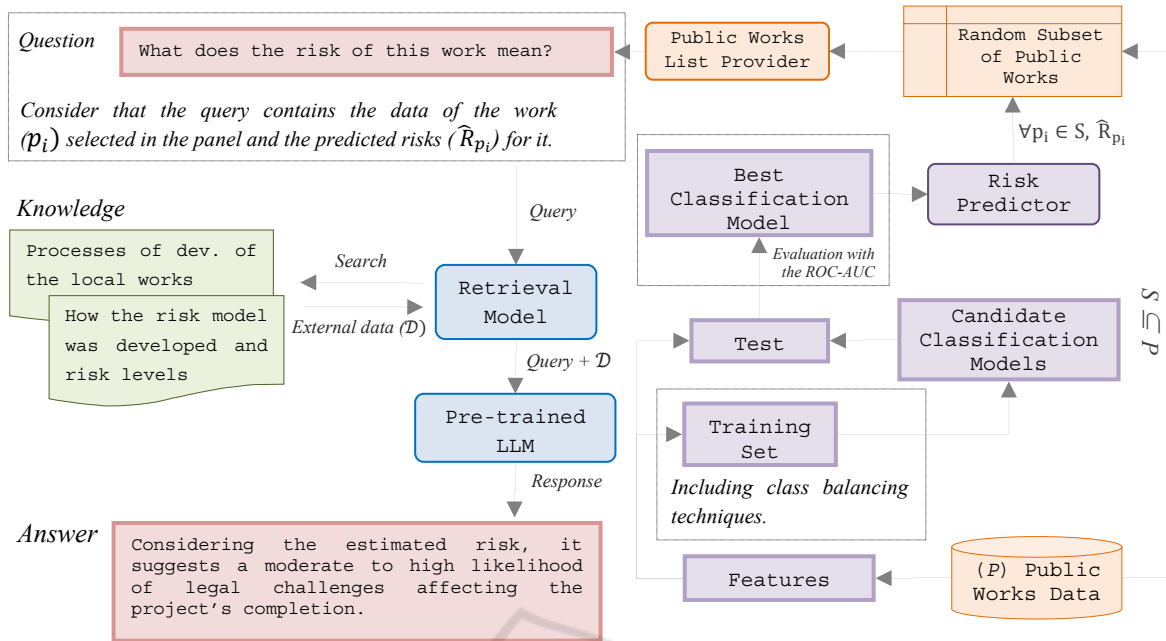 Question
What does the risk of this work mean?
Consider that the query contains the data of the work
(pᵢ) selected in the panel and the predicted risks (R̂ₚᵢ) for it.
Public Works
List Provider
Random Subset
of Public
Works
∀pᵢ ∈ S, R̂ₚᵢ
Best
Classification
Model
Risk
Predictor
Evaluation with
the ROC-AUC
Knowledge
Processes of dev. of
the local works
How the risk model
was developed and
risk levels
Query
Search
External data (𝒟)
Retrieval
Model
Query + 𝒟
Pre-trained
LLM
Response
Test
Candidate
Classification
Models
S ⊆ P
Training
Set
Including class balancing
techniques.
Features
(P) Public
Works Data
Answer
Considering the estimated risk, it
suggests a moderate to high likelihood
of legal challenges affecting the
project’s completion.